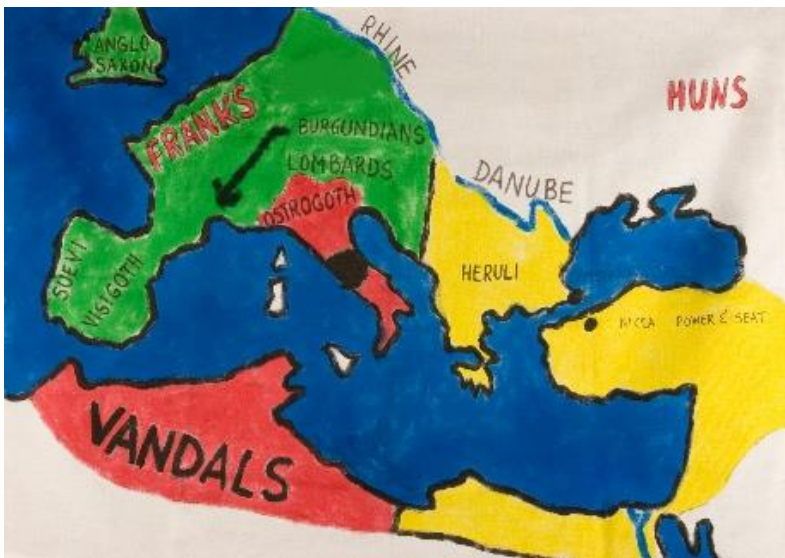 ANGLO
SAXON
RHINE
HUNS
FRANKS
BURGUNDIANS
LOMBARDS
DANUBE
OSTROGOTH
SUEVI
VISIGOTH
HERULI
NICEA POWER & SEAT
VANDALS